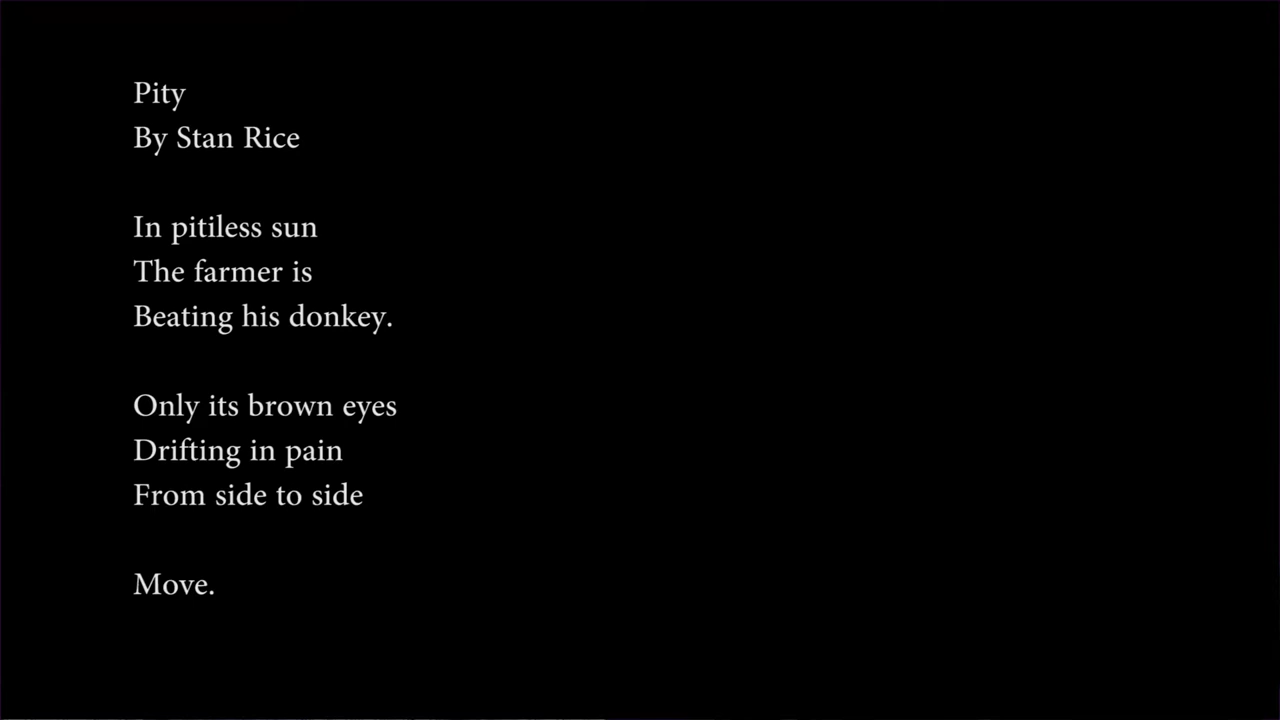 Pity
By Stan Rice
In pitiless sun
The farmer is
Beating his donkey.
Only its brown eyes
Drifting in pain
From side to side
Move.